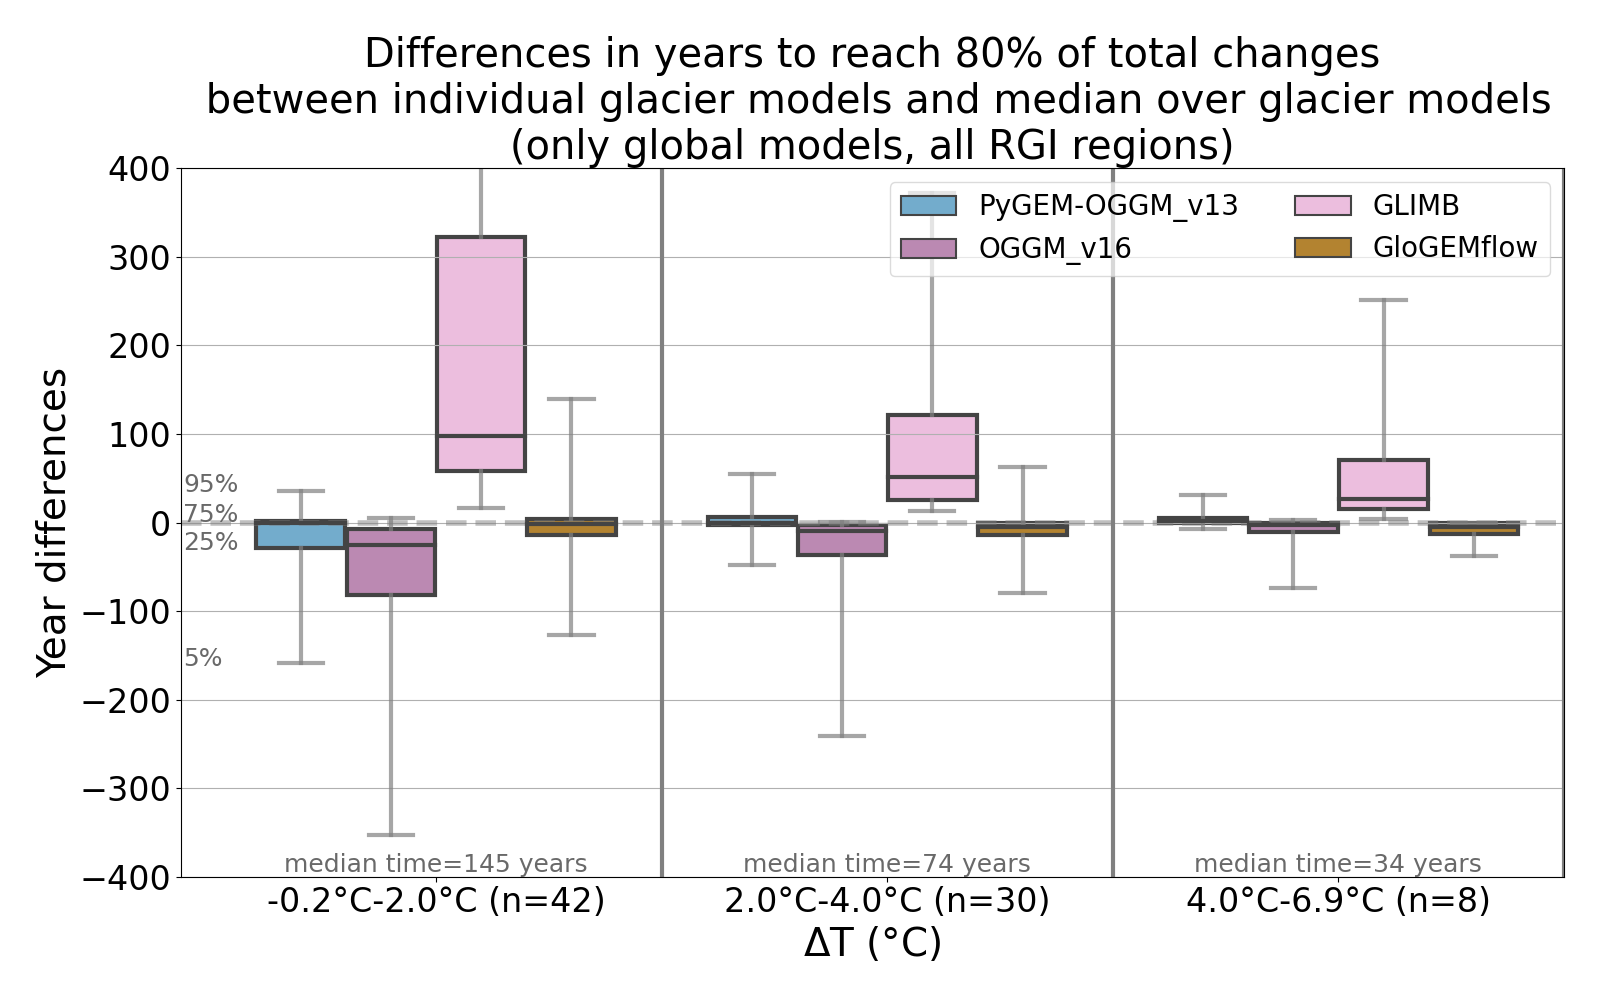 Differences in years to reach 80% of total changes
between individual glacier models and median over glacier models
(only global models, all RGI regions)
PyGEM-OGGM_v13
OGGM_v16
GLIMB
GloGEMflow
Year differences
400
300
200
100
0
−100
−200
−300
−400
95%
75%
25%
5%
median time=145 years
median time=74 years
median time=34 years
-0.2°C-2.0°C (n=42)
2.0°C-4.0°C (n=30)
4.0°C-6.9°C (n=8)
ΔT (°C)